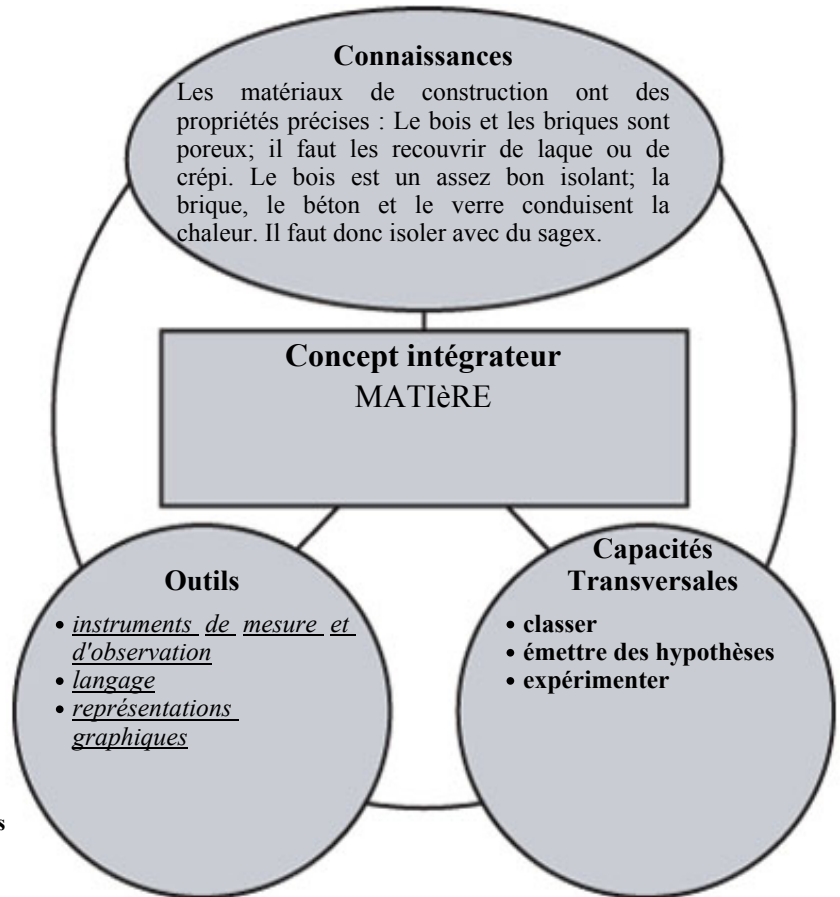 Connaissances
Les matériaux de construction ont des
propriétés précises : Le bois et les briques sont
poreux; il faut les recouvrir de laque ou de
crépi. Le bois est un assez bon isolant; la
brique, le béton et le verre conduisent la
chaleur. Il faut donc isoler avec du sagex.
Concept intégrateur
MATIèRE
Outils
• instruments de mesure et
d'observation
• langage
• représentations
graphiques
Capacités
Transversales
• classer
• émettre des hypothèses
• expérimenter
s